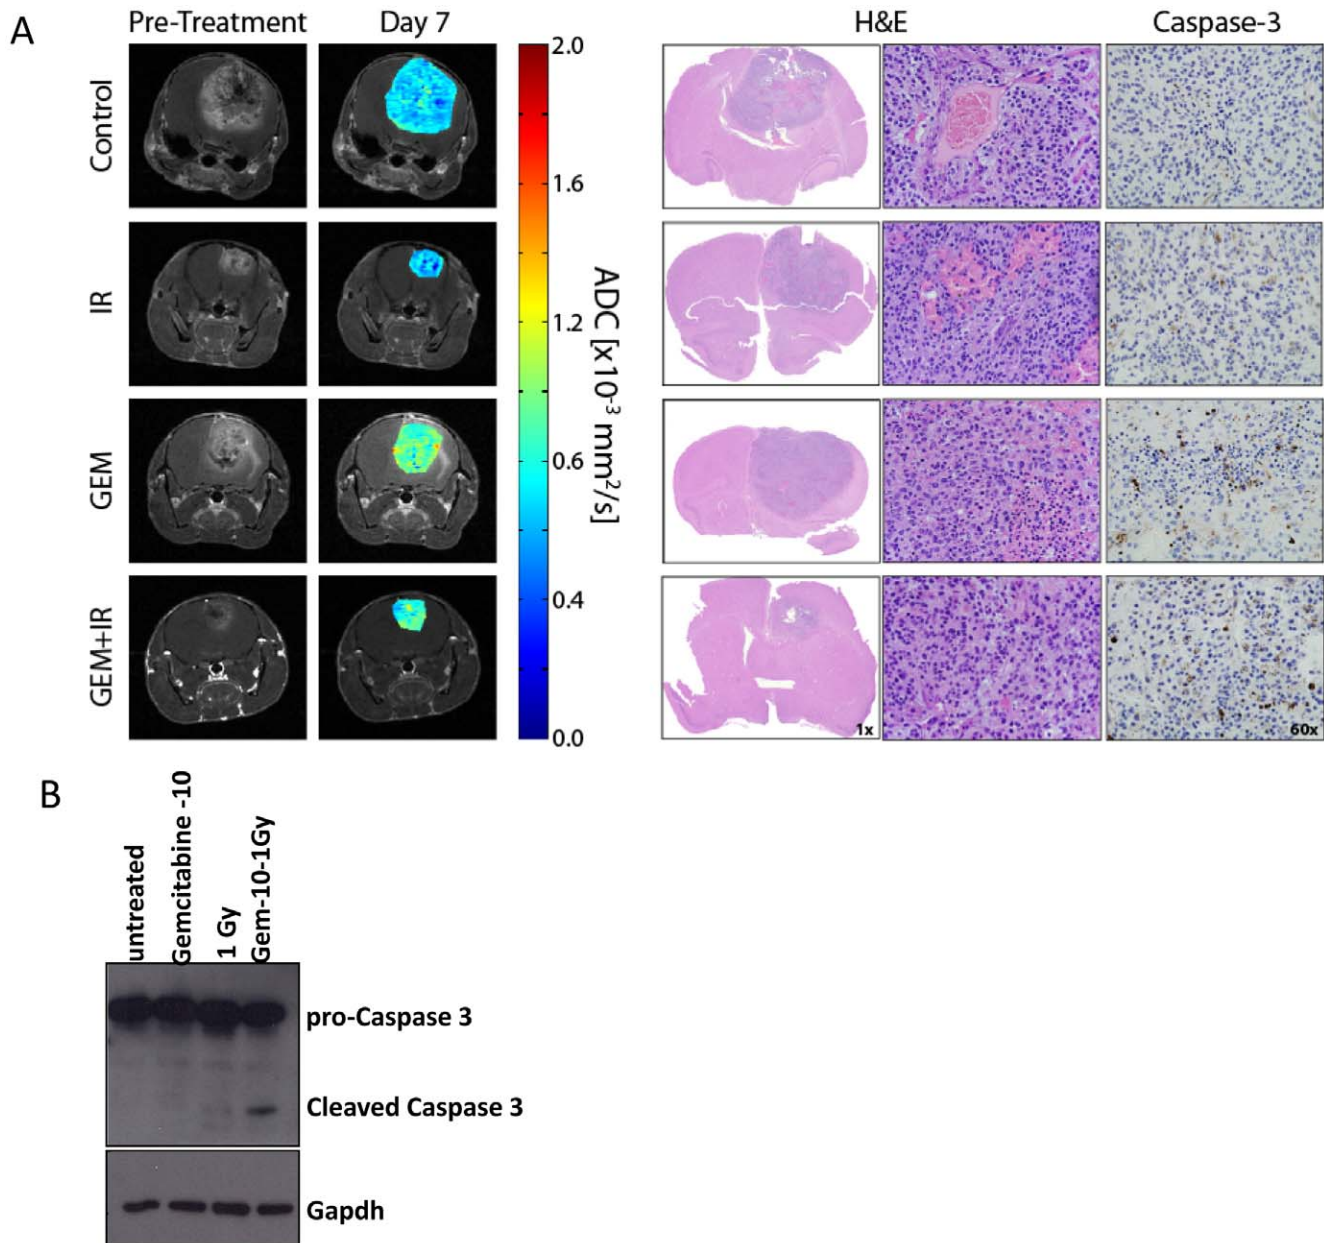 A
Pre-Treatment
Day 7
H&E
Caspase-3
Control
IR
GEM
GEM+IR
2.0
1.6
1.2
0.6
0.4
0.0
ADC [x10⁻³ mm²/s]
1x
60x
B
untreated
Gemcitabine -10
1 Gy
Gem-10-1Gy
pro-Caspase 3
Cleaved Caspase 3
Gapdh